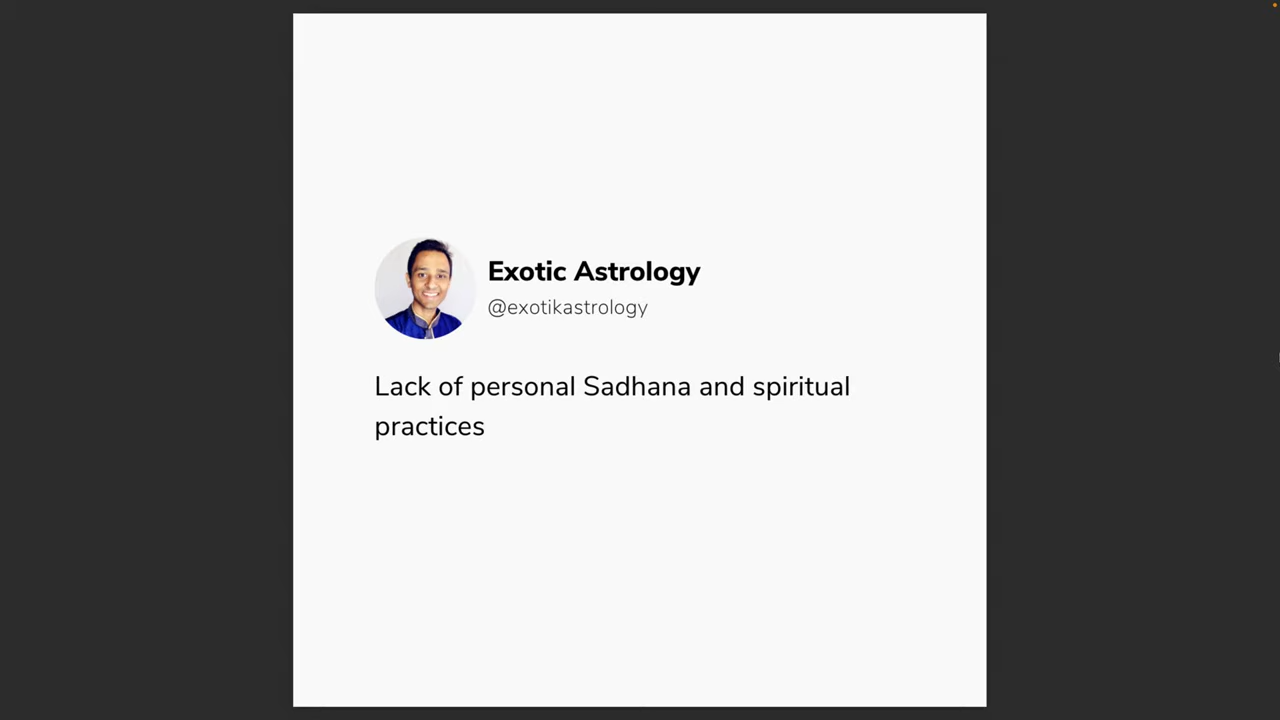 Exotic Astrology
@exotikastrology
Lack of personal Sadhana and spiritual
practices